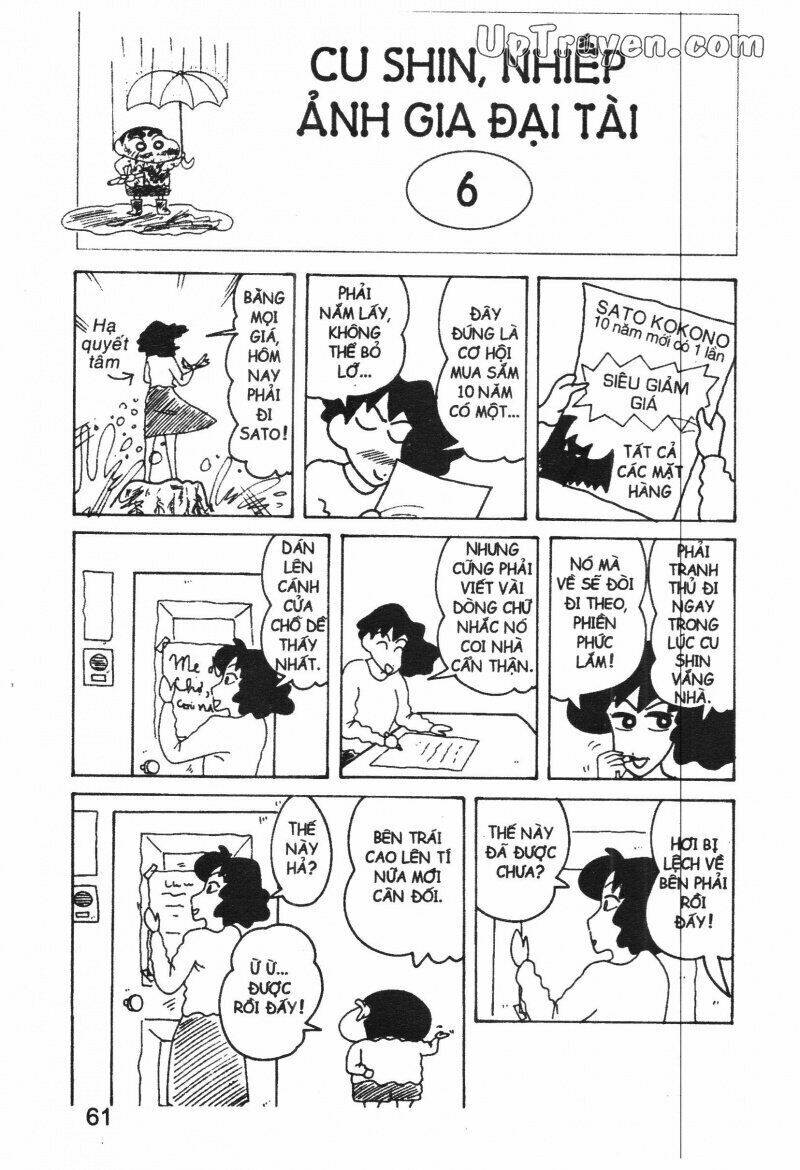 UpTruyen.com
CU SHIN, NHIẾP
ẢNH GIA ĐẠI TÀI
6
SATO KOKONO
10 năm mới có 1 lần
SIÊU GIẢM
GIÁ
TẤT CẢ
CÁC MẶT
HÀNG
ĐÂY
ĐÚNG LÀ
CƠ HỘI
MUA SẮM
10 NĂM
CÓ MỘT...
PHẢI
NẮM LẤY,
KHÔNG
THỂ BỎ
LỠ...
BẰNG
MỌI
GIÁ,
HÔM
NAY
PHẢI
ĐI
SATO!
Hạ
quyết
tâm
PHẢI
TRANH
THỦ ĐI
NGAY
TRONG
LÚC CU
SHIN
VẮNG
NHÀ.
NÓ MÀ
VỀ SẼ ĐÒI
ĐI THEO,
PHIỀN
PHỨC
LẮM!
NHƯNG
CŨNG PHẢI
VIẾT VÀI
DÒNG CHỮ
NHẮC NÓ
COI NHÀ
CẨN THẬN.
DÁN
LÊN
CÁNH
CỬA
CHỖ DỄ
THẤY
NHẤT.
Mẹ
HƠI BỊ
LỆCH VỀ
BÊN PHẢI
RỒI
ĐẤY!
THẾ NÀY
ĐÃ ĐƯỢC
CHƯA?
BÊN TRÁI
CAO LÊN TÍ
NỮA MỚI
CÂN ĐỐI.
THẾ
NÀY
HẢ?
Ừ Ừ...
ĐƯỢC
RỒI ĐẤY!
61